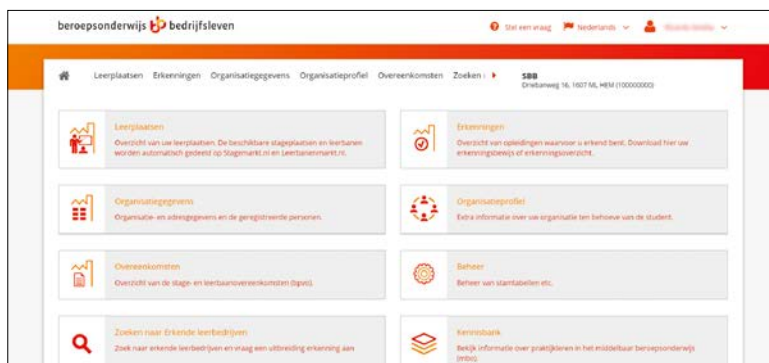 beroepsonderwijs bedrijfsleven
Stel een vraag Nederlands
Leerplaatsen Erkenningen Organisatiegegevens Organisatieprofiel Overeenkomsten Zoeken
SBB
Driebanweg 16, 1607 ML, HEM (100000000)
Leerplaatsen
Overzicht van uw leerplaatsen. De beschikbare stageplaatsen en leerbanen
worden automatisch gedeeld op Stagemarkt.nl en Leerbanenmarkt.nl.
Erkenningen
Overzicht van opleidingen waarvoor u erkend bent. Download hier uw
erkenningsbewijs of erkenningsoverzicht.
Organisatiegegevens
Organisatie- en adresgegevens en de geregistreerde personen.
Organisatieprofiel
Extra informatie over uw organisatie ten behoeve van de student.
Overeenkomsten
Overzicht van de stage- en leerbaanovereenkomsten (bpvo).
Beheer
Beheer van stamtabellen etc.
Zoeken naar Erkende leerbedrijven
Zoek naar erkende leerbedrijven en vraag een uitbreiding erkenning aan
Kennisbank
Bekijk informatie over praktijkleren in het middelbaar beroepsonderwijs
(mbo)